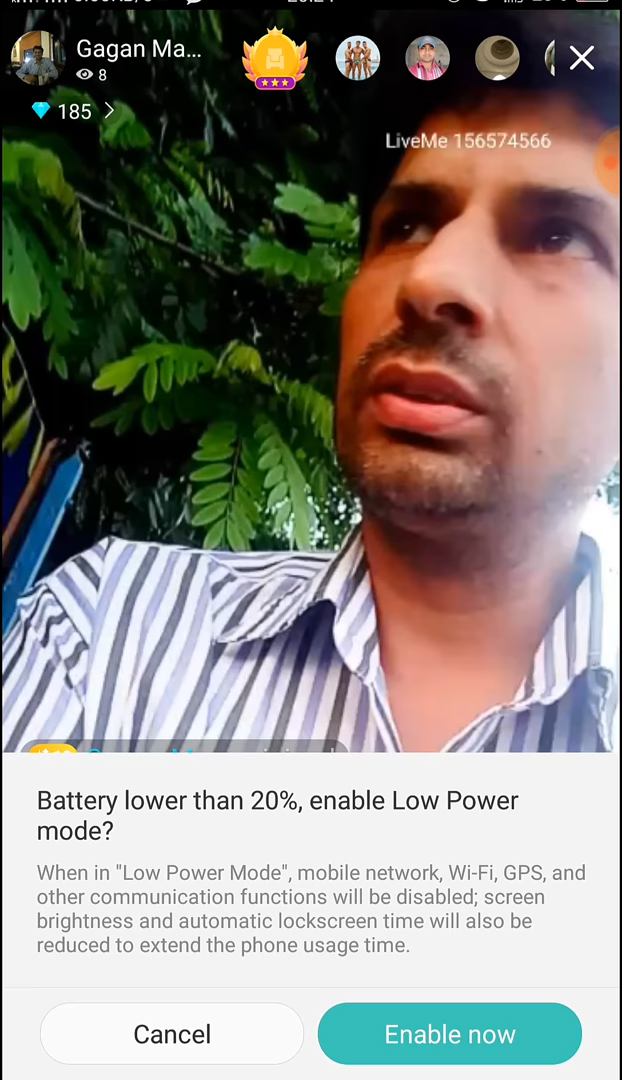 Gagan Ma...
8
185
LiveMe 156574566
Battery lower than 20%, enable Low Power
mode?
When in "Low Power Mode", mobile network, Wi-Fi, GPS, and
other communication functions will be disabled; screen
brightness and automatic lockscreen time will also be
reduced to extend the phone usage time.
Cancel
Enable now